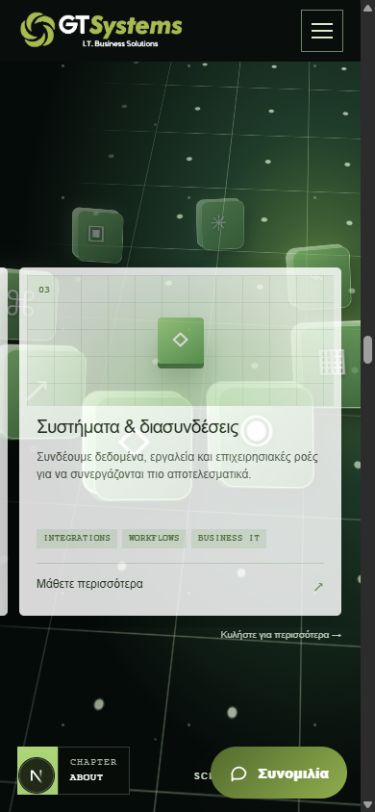 GTSystems
I.T. Business Solutions
03
Συστήματα & διασυνδέσεις
Συνδέουμε δεδομένα, εργαλεία και επιχειρησιακές ροές
για να συνεργάζονται πιο αποτελεσματικά.
INTEGRATIONS WORKFLOWS BUSINESS IT
Μάθετε περισσότερα ↗
Κυλήστε για περισσότερα →
CHAPTER
N ABOUT
Συνομιλία